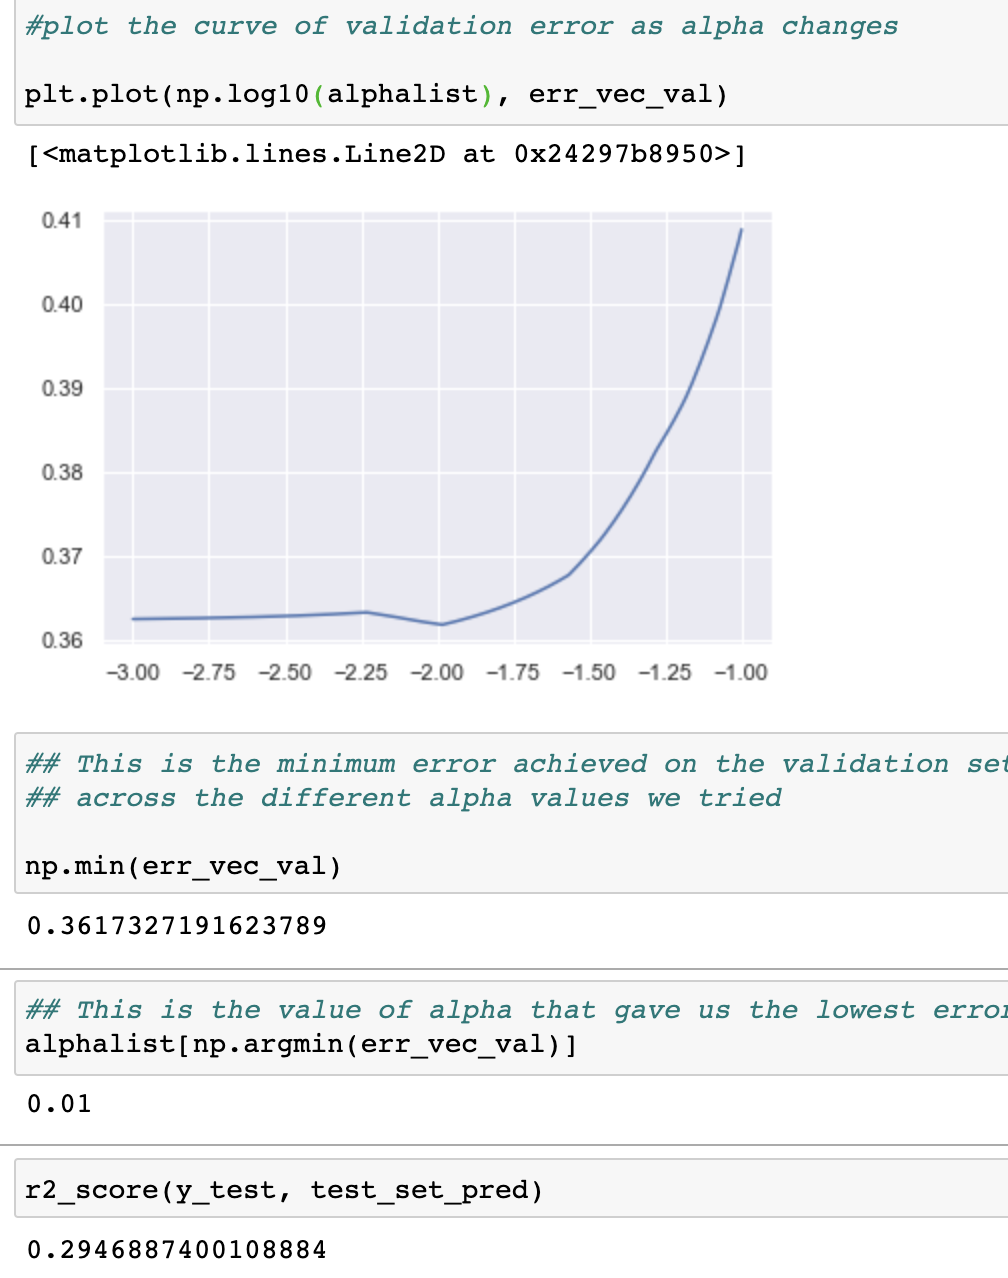 #plot the curve of validation error as alpha changes
plt.plot(np.log10(alphalist), err_vec_val)
[<matplotlib.lines.Line2D at 0x24297b8950>]
0.41
0.40
0.39
0.38
0.37
0.36
−3.00 −2.75 −2.50 −2.25 −2.00 −1.75 −1.50 −1.25 −1.00
## This is the minimum error achieved on the validation set
## across the different alpha values we tried
np.min(err_vec_val)
0.3617327191623789
## This is the value of alpha that gave us the lowest error
alphalist[np.argmin(err_vec_val)]
0.01
r2_score(y_test, test_set_pred)
0.2946887400108884